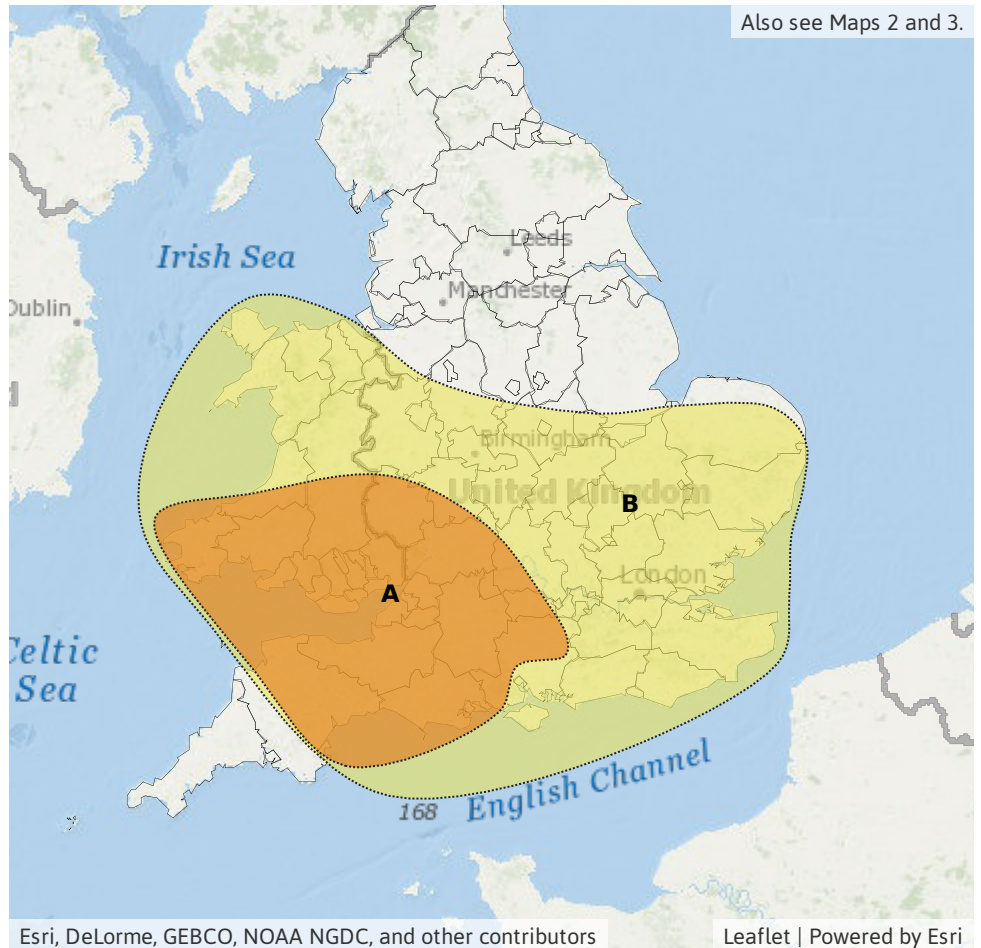 Also see Maps 2 and 3.
Leeds
Irish Sea
Manchester
Dublin
Birmingham
United Kingdom
B
London
A
Celtic
Sea
English Channel
168
Esri, DeLorme, GEBCO, NOAA NGDC, and other contributors
Leaflet | Powered by Esri